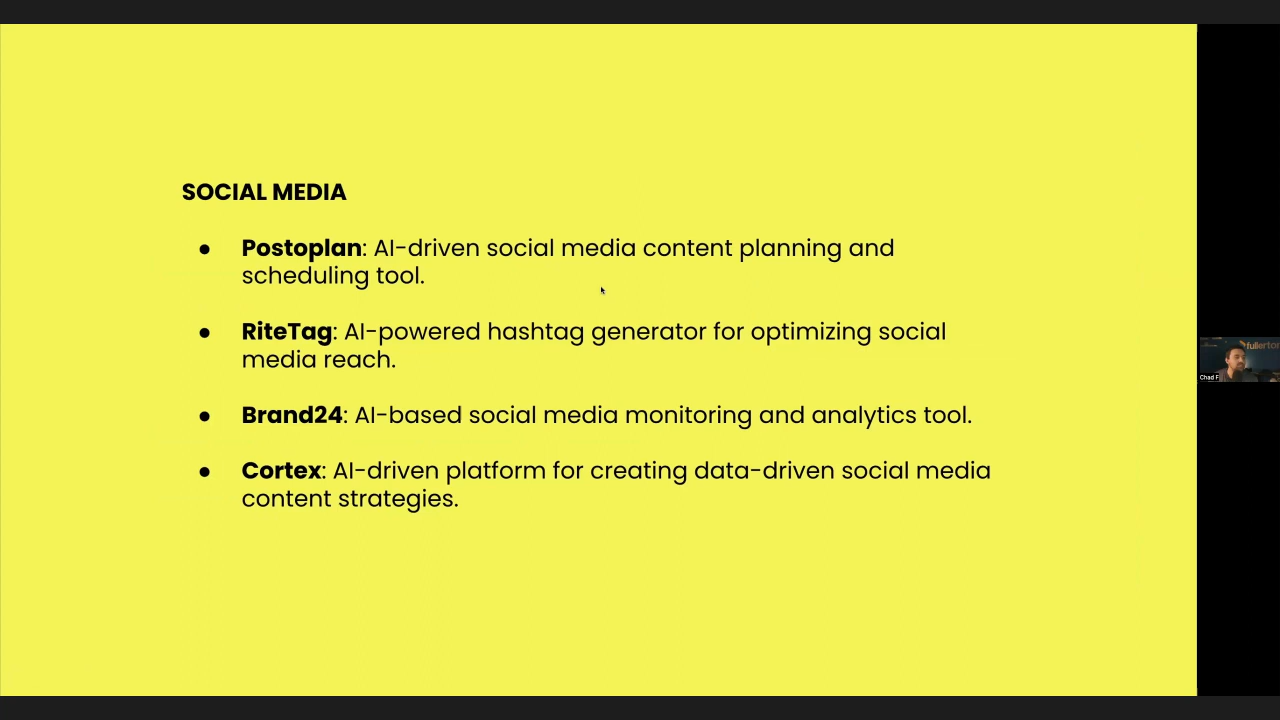 SOCIAL MEDIA
● Postoplan: AI-driven social media content planning and
scheduling tool.
● RiteTag: AI-powered hashtag generator for optimizing social
media reach.
● Brand24: AI-based social media monitoring and analytics tool.
● Cortex: AI-driven platform for creating data-driven social media
content strategies.
fullerton
Chad F